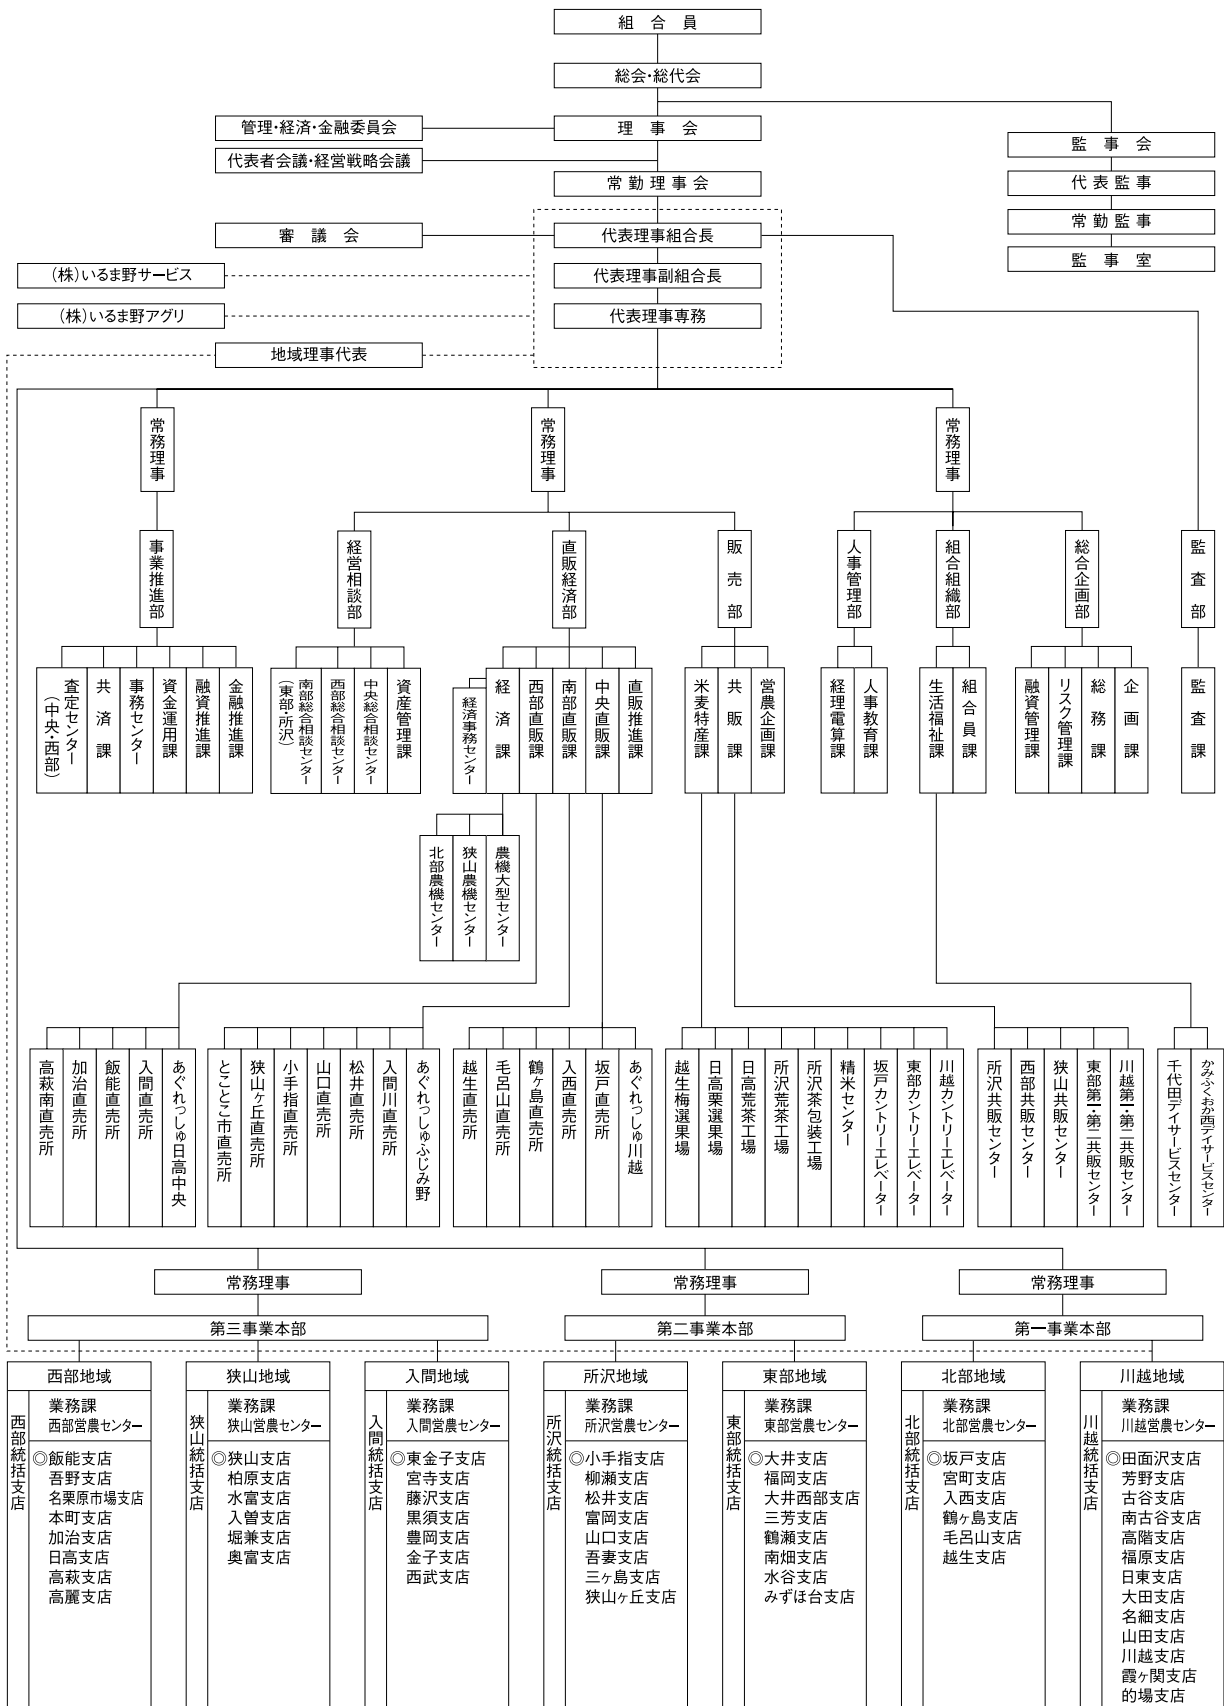 組合員
総会・総代会
管理・経済・金融委員会
理事会
代表者会議・経営戦略会議
常勤理事会
監事会
代表監事
常勤監事
監事室
審議会
代表理事組合長
(株)いるま野サービス
代表理事副組合長
(株)いるま野アグリ
代表理事専務
地域理事代表
常務理事
常務理事
常務理事
事業推進部
経営相談部
直販経済部
販売部
人事管理部
組合組織部
総合企画部
監査部
査定センター
(中央・西部)
共済課
事務センター
資金運用課
融資推進課
金融推進課
南部総合相談センター
(東部・所沢)
西部総合相談センター
中央総合相談センター
資産管理課
経済事務センター
経済課
西部直販課
南部直販課
中央直販課
直販推進課
米麦特産課
共販課
営農企画課
経理電算課
人事教育課
生活福祉課
組合員課
融資管理課
リスク管理課
総務課
企画課
監査課
北部農機センター
狭山農機センター
農機大型センター
高萩南直売所
加治直売所
飯能直売所
入間直売所
あぐれっしゅ日高中央
とことこ市直売所
狭山ヶ丘直売所
小手指直売所
山口直売所
松井直売所
入間川直売所
あぐれっしゅふじみ野
越生直売所
毛呂山直売所
鶴ヶ島直売所
入西直売所
坂戸直売所
あぐれっしゅ川越
越生梅選果場
日高栗選果場
日高荒茶工場
所沢荒茶工場
所沢茶包装工場
精米センター
坂戸カントリーエレベーター
東部カントリーエレベーター
川越カントリーエレベーター
所沢共販センター
西部共販センター
狭山共販センター
東部第一・第二共販センター
川越第一・第二共販センター
千代田デイサービスセンター
かみふくおか西デイサービスセンター
常務理事
常務理事
常務理事
第三事業本部
第二事業本部
第一事業本部
西部地域
西部統括支店
業務課
西部営農センター
◎飯能支店
吾野支店
名栗原市場支店
本町支店
加治支店
日高支店
高萩支店
高麗支店
狭山地域
狭山統括支店
業務課
狭山営農センター
◎狭山支店
柏原支店
水富支店
入曽支店
堀兼支店
奥富支店
入間地域
入間統括支店
業務課
入間営農センター
◎東金子支店
宮寺支店
藤沢支店
黒須支店
豊岡支店
金子支店
西武支店
所沢地域
所沢統括支店
業務課
所沢営農センター
◎小手指支店
柳瀬支店
松井支店
富岡支店
山口支店
吾妻支店
三ヶ島支店
狭山ヶ丘支店
東部地域
東部統括支店
業務課
東部営農センター
◎大井支店
福岡支店
大井西部支店
三芳支店
鶴瀬支店
南畑支店
水谷支店
みずほ台支店
北部地域
北部統括支店
業務課
北部営農センター
◎坂戸支店
宮町支店
入西支店
鶴ヶ島支店
毛呂山支店
越生支店
川越地域
川越統括支店
業務課
川越営農センター
◎田面沢支店
芳野支店
古谷支店
南古谷支店
高階支店
福原支店
日東支店
大田支店
名細支店
山田支店
川越支店
霞ヶ関支店
的場支店